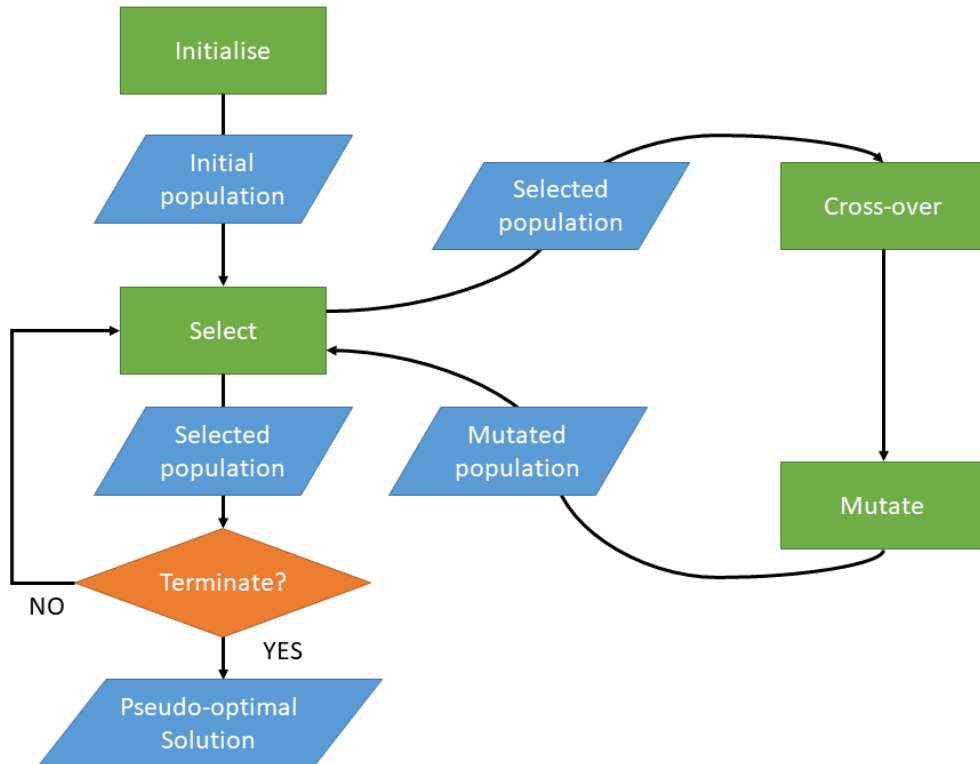 Initialise
Initial
population
Selected
population
Cross-over
Select
Selected
population
Mutated
population
Mutate
Terminate?
NO
YES
Pseudo-optimal
Solution